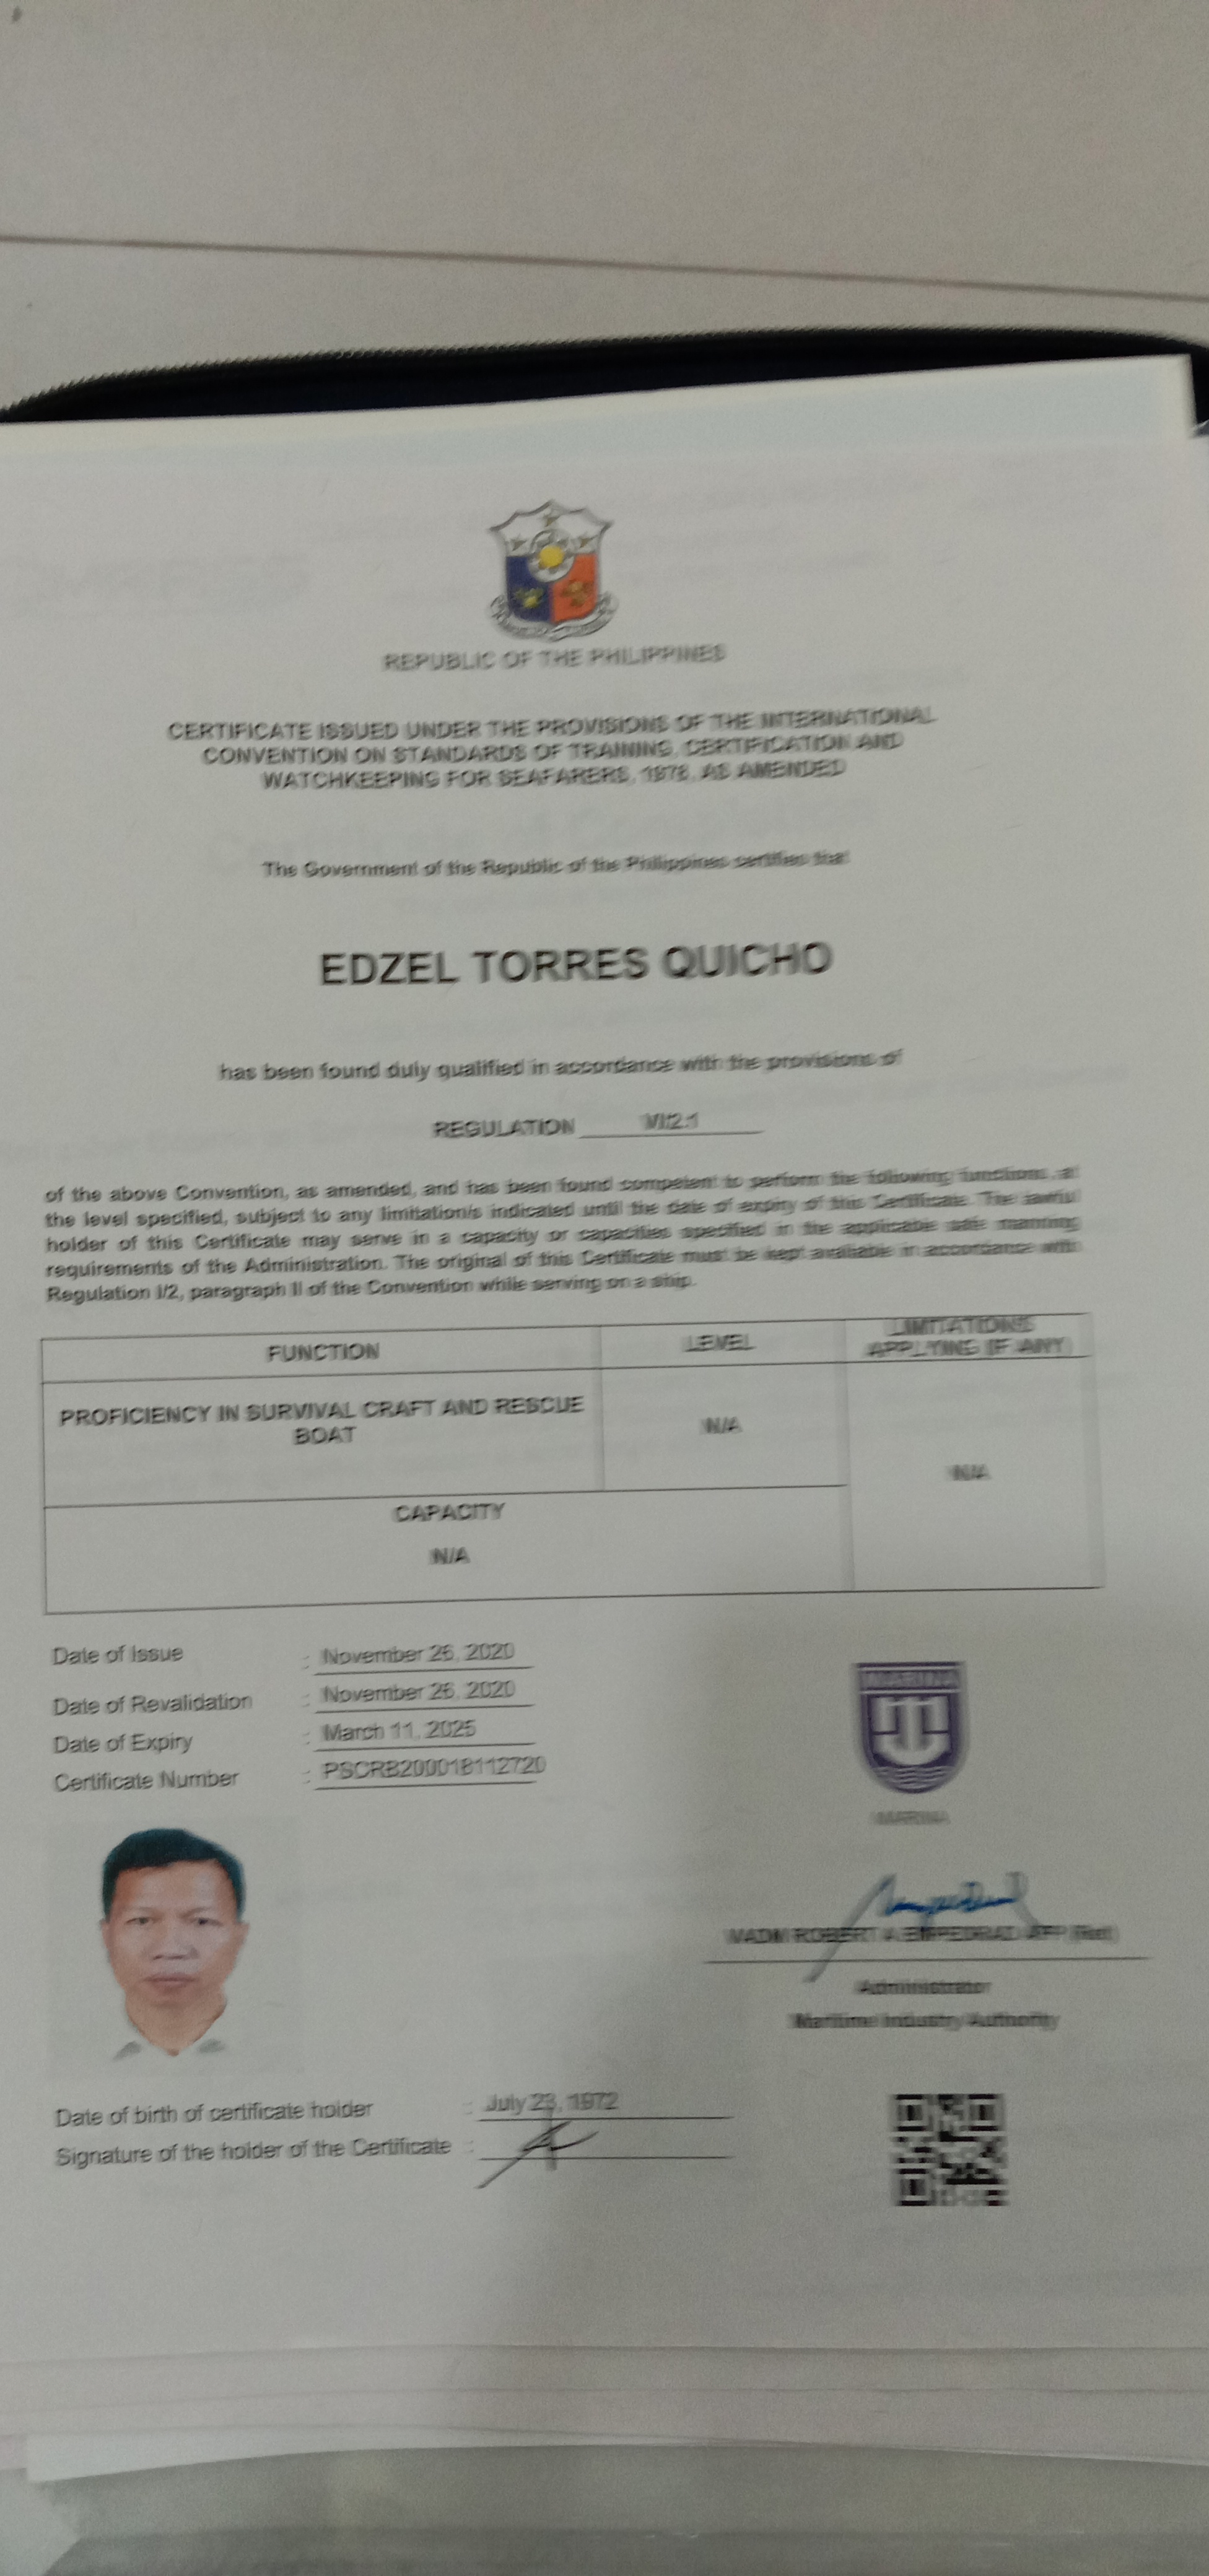 REPUBLIC OF THE PHILIPPINES
CERTIFICATE ISSUED UNDER THE PROVISIONS OF THE INTERNATIONAL
CONVENTION ON STANDARDS OF TRAINING, CERTIFICATION AND
WATCHKEEPING FOR SEAFARERS, 1978, AS AMENDED
The Government of the Republic of the Philippines certifies that
EDZEL TORRES QUICHO
has been found duly qualified in accordance with the provisions of
REGULATION VI/2.1
of the above Convention, as amended, and has been found competent to perform the following functions, at
the level specified, subject to any limitation/s indicated until the date of expiry of this Certificate. The lawful
holder of this Certificate may serve in a capacity or capacities specified in the applicable safe manning
requirements of the Administration. The original of this Certificate must be kept available in accordance with
Regulation I/2, paragraph II of the Convention while serving on a ship.
FUNCTION LEVEL LIMITATIONS APPLYING (IF ANY)
PROFICIENCY IN SURVIVAL CRAFT AND RESCUE
BOAT
N/A
N/A
CAPACITY
N/A
Date of Issue : November 26, 2020
Date of Revalidation : November 26, 2020
Date of Expiry : March 11, 2025
Certificate Number : PSCRB200018112720
MARINA
MARINA
VADM ROBERT A EMPEDRAD AFP (Ret)
Administrator
Maritime Industry Authority
Date of birth of certificate holder : July 23, 1972
Signature of the holder of the Certificate :